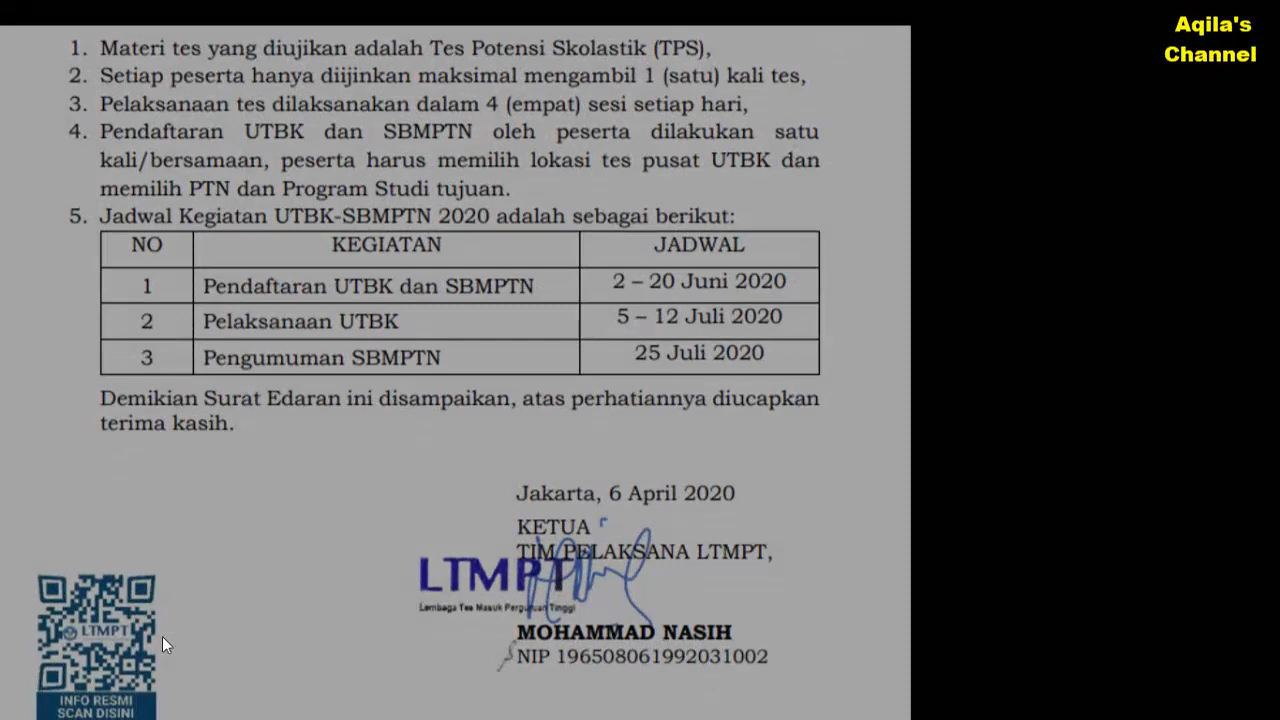 Aqila's
Channel
1. Materi tes yang diujikan adalah Tes Potensi Skolastik (TPS),
2. Setiap peserta hanya diijinkan maksimal mengambil 1 (satu) kali tes,
3. Pelaksanaan tes dilaksanakan dalam 4 (empat) sesi setiap hari,
4. Pendaftaran UTBK dan SBMPTN oleh peserta dilakukan satu
kali/bersamaan, peserta harus memilih lokasi tes pusat UTBK dan
memilih PTN dan Program Studi tujuan.
5. Jadwal Kegiatan UTBK-SBMPTN 2020 adalah sebagai berikut:
NO KEGIATAN JADWAL
1 Pendaftaran UTBK dan SBMPTN 2 – 20 Juni 2020
2 Pelaksanaan UTBK 5 – 12 Juli 2020
3 Pengumuman SBMPTN 25 Juli 2020
Demikian Surat Edaran ini disampaikan, atas perhatiannya diucapkan
terima kasih.
Jakarta, 6 April 2020
KETUA
TIM PELAKSANA LTMPT,
LTMPT
Lembaga Tes Masuk Perguruan Tinggi
MOHAMMAD NASIH
NIP 196508061992031002
LTMPT
INFO RESMI
SCAN DISINI